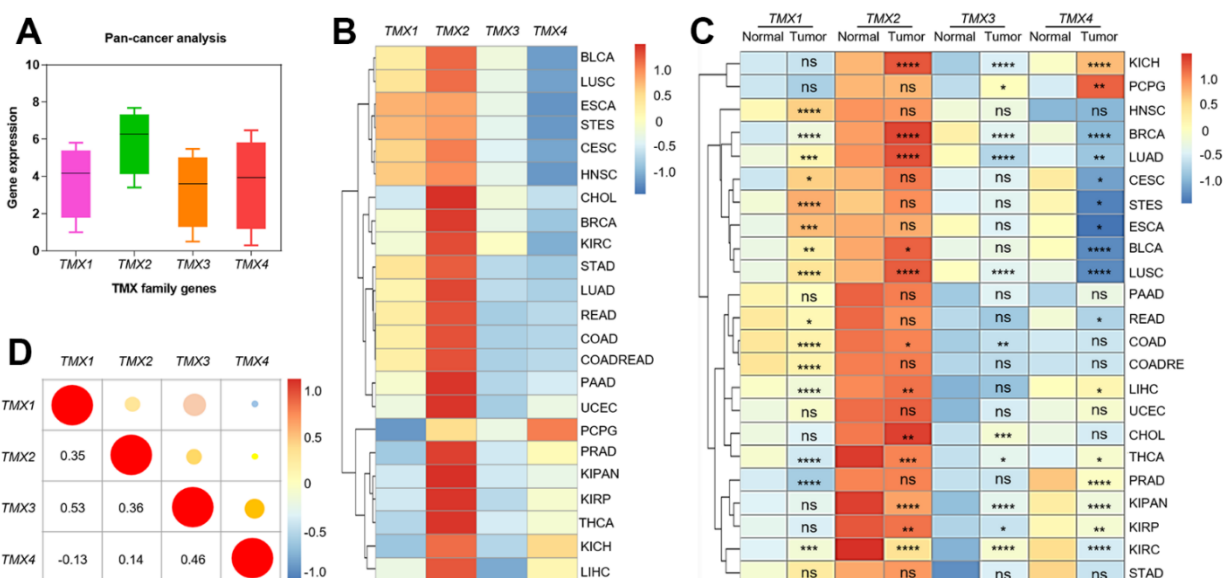 A
Pan-cancer analysis
10
8
6
4
2
0
Gene expression
TMX1 TMX2 TMX3 TMX4
TMX family genes
B
TMX1 TMX2 TMX3 TMX4
BLCA
LUSC
ESCA
STES
CESC
HNSC
CHOL
BRCA
KIRC
STAD
LUAD
READ
COAD
COADREAD
PAAD
UCEC
PCPG
PRAD
KIPAN
KIRP
THCA
KICH
LIHC
1.0
0.5
0
-0.5
-1.0
C
TMX1 TMX2 TMX3 TMX4
Normal Tumor Normal Tumor Normal Tumor Normal Tumor
ns **** **** **** KICH
ns ns * ** PCPG
**** ns ns ns HNSC
**** **** **** **** BRCA
*** **** **** ** LUAD
* ns ns * CESC
**** ns ns * STES
*** ns ns * ESCA
** * ns **** BLCA
**** **** **** **** LUSC
ns ns ns ns PAAD
* ns ns * READ
**** * ** ns COAD
**** ns ns ns COADRE
**** ** ns * LIHC
ns ns ns ns UCEC
ns ** *** ns CHOL
**** *** * * THCA
**** ns ns **** PRAD
ns **** **** **** KIPAN
ns ** * ** KIRP
*** **** **** **** KIRC
ns ns ns ns STAD
1.0
0.5
0
-0.5
-1.0
D
TMX1 TMX2 TMX3 TMX4
TMX1
TMX2 0.35
TMX3 0.53 0.36
TMX4 -0.13 0.14 0.46
1.0
0.5
0
-0.5
-1.0